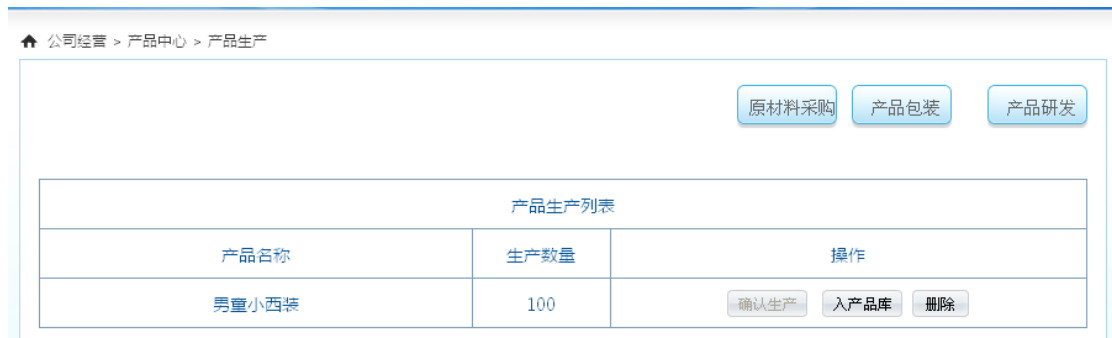 公司经营 > 产品中心 > 产品生产
原材料采购 产品包装 产品研发
产品生产列表
产品名称 生产数量 操作
男童小西装 100 确认生产 入产品库 删除